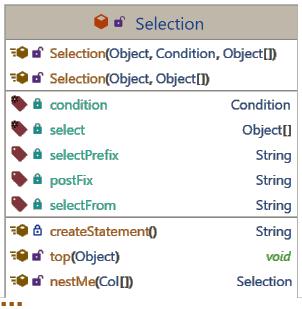 Selection
Selection(Object, Condition, Object[])
Selection(Object, Object[])
condition Condition
select Object[]
selectPrefix String
postFix String
selectFrom String
createStatement() String
top(Object) void
nestMe(Col[]) Selection